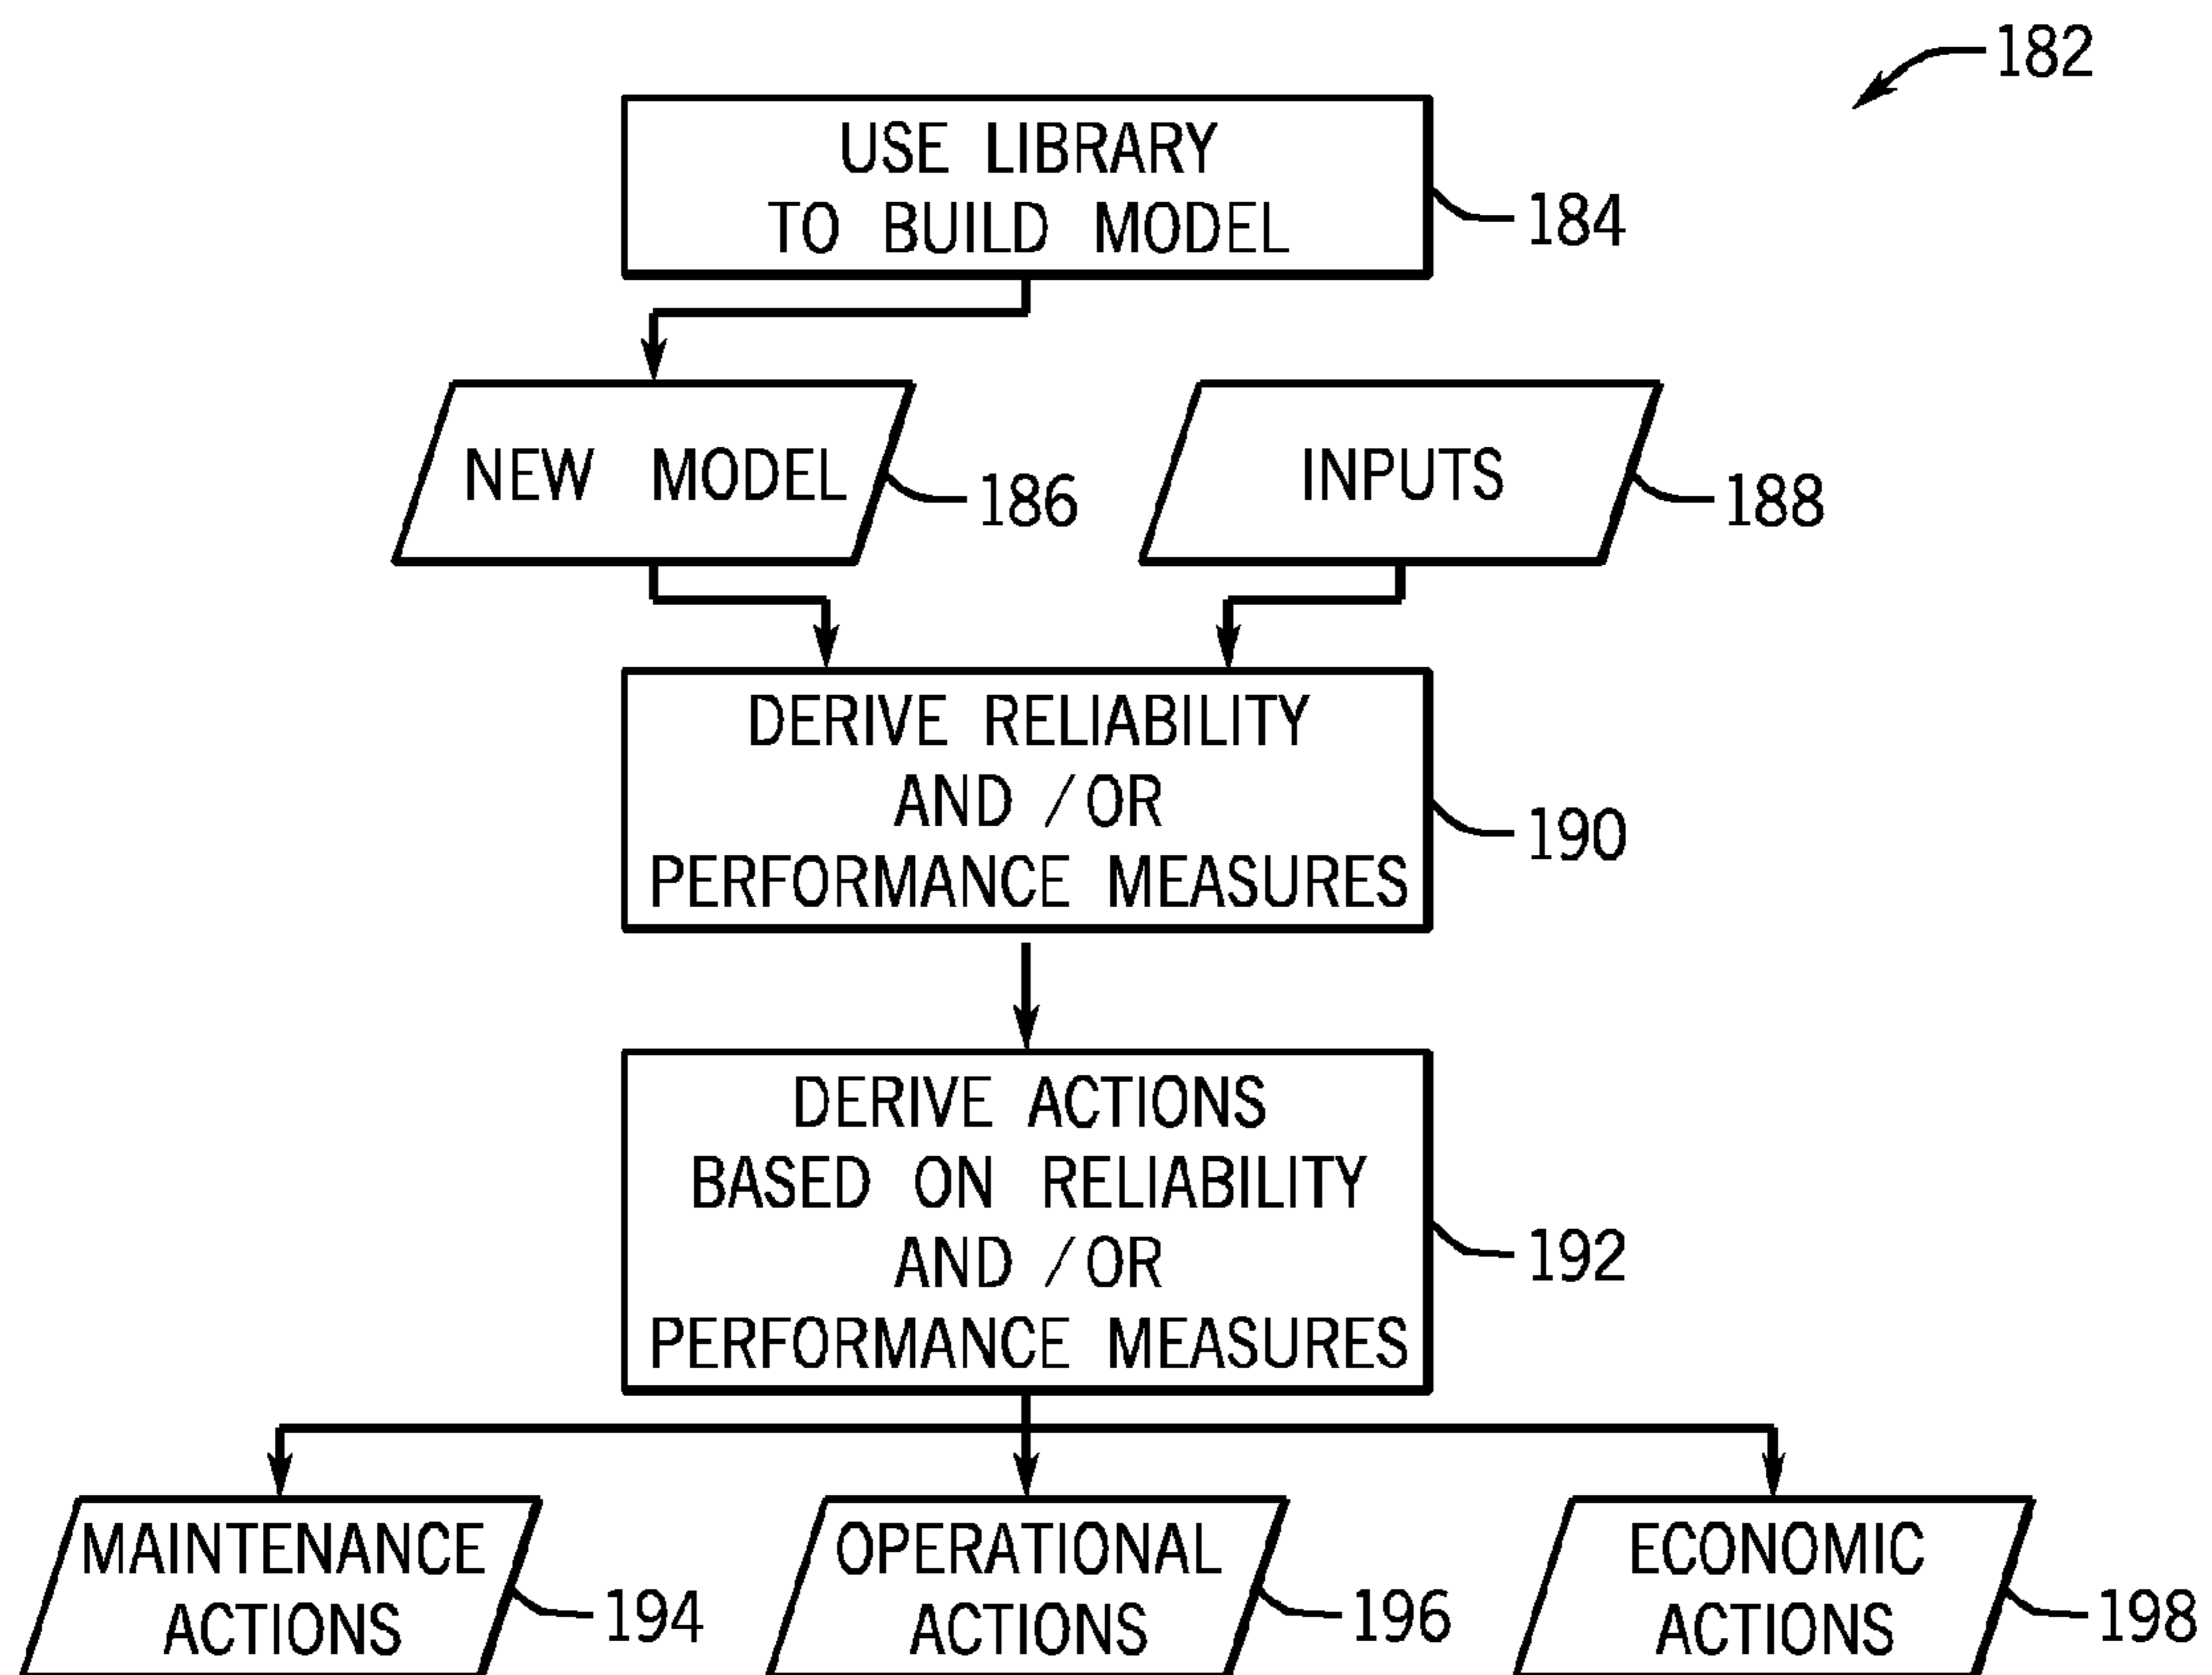 182
USE LIBRARY
TO BUILD MODEL
184
NEW MODEL
186
INPUTS
188
DERIVE RELIABILITY
AND /OR
PERFORMANCE MEASURES
190
DERIVE ACTIONS
BASED ON RELIABILITY
AND /OR
PERFORMANCE MEASURES
192
MAINTENANCE
ACTIONS
194
OPERATIONAL
ACTIONS
196
ECONOMIC
ACTIONS
198